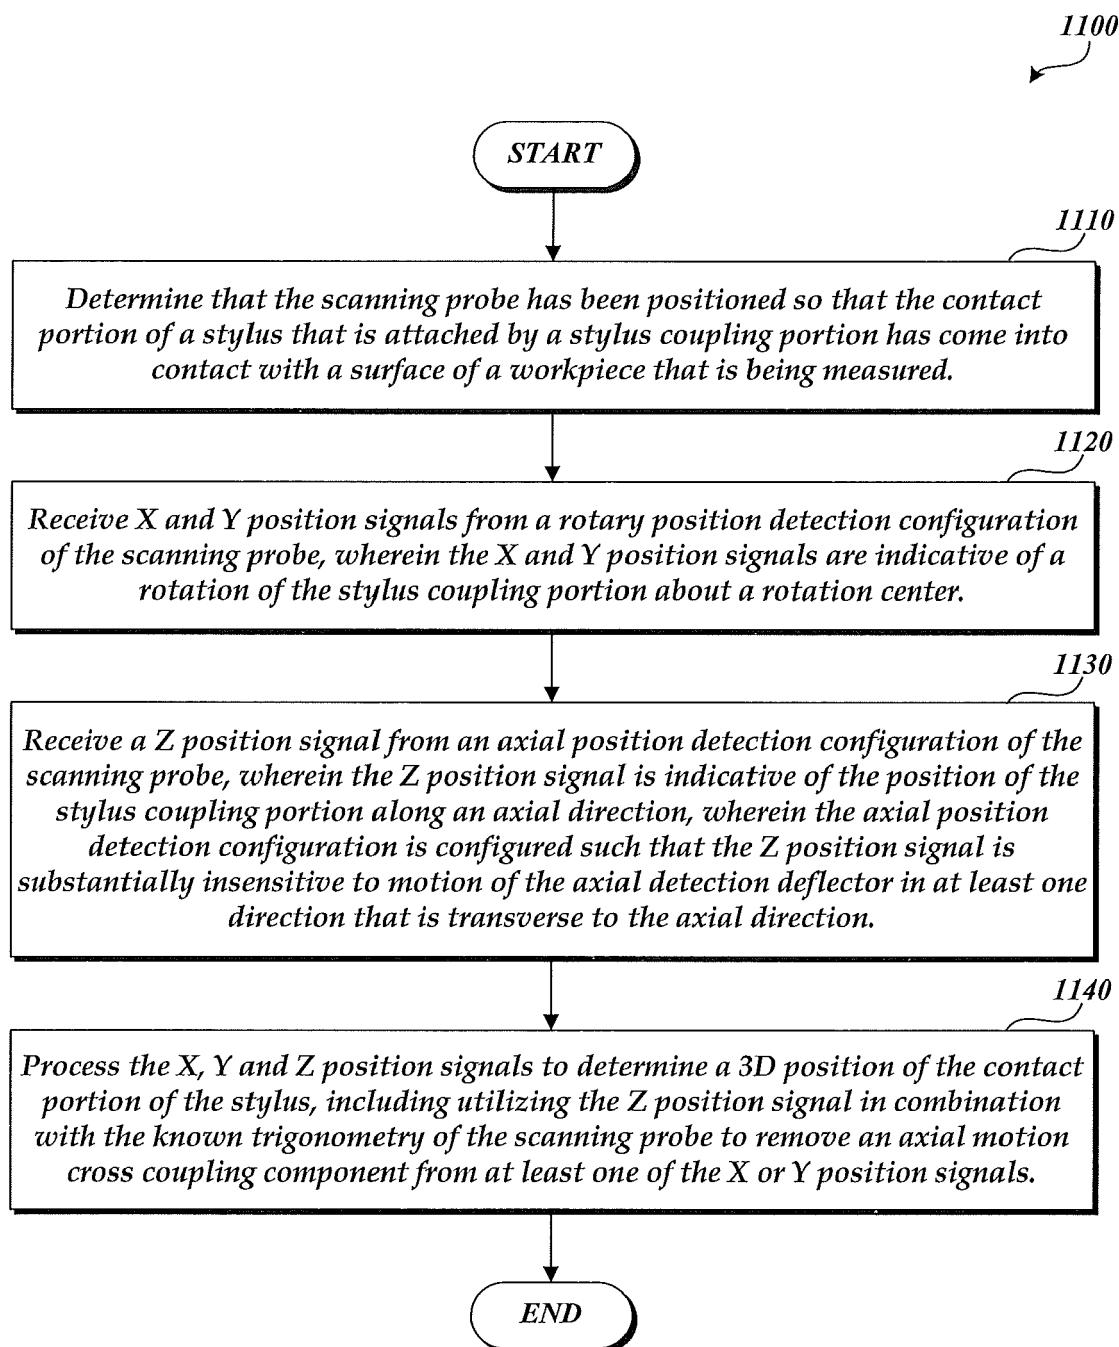 1100
START
1110
Determine that the scanning probe has been positioned so that the contact
portion of a stylus that is attached by a stylus coupling portion has come into
contact with a surface of a workpiece that is being measured.
1120
Receive X and Y position signals from a rotary position detection configuration
of the scanning probe, wherein the X and Y position signals are indicative of a
rotation of the stylus coupling portion about a rotation center.
1130
Receive a Z position signal from an axial position detection configuration of the
scanning probe, wherein the Z position signal is indicative of the position of the
stylus coupling portion along an axial direction, wherein the axial position
detection configuration is configured such that the Z position signal is
substantially insensitive to motion of the axial detection deflector in at least one
direction that is transverse to the axial direction.
1140
Process the X, Y and Z position signals to determine a 3D position of the contact
portion of the stylus, including utilizing the Z position signal in combination
with the known trigonometry of the scanning probe to remove an axial motion
cross coupling component from at least one of the X or Y position signals.
END